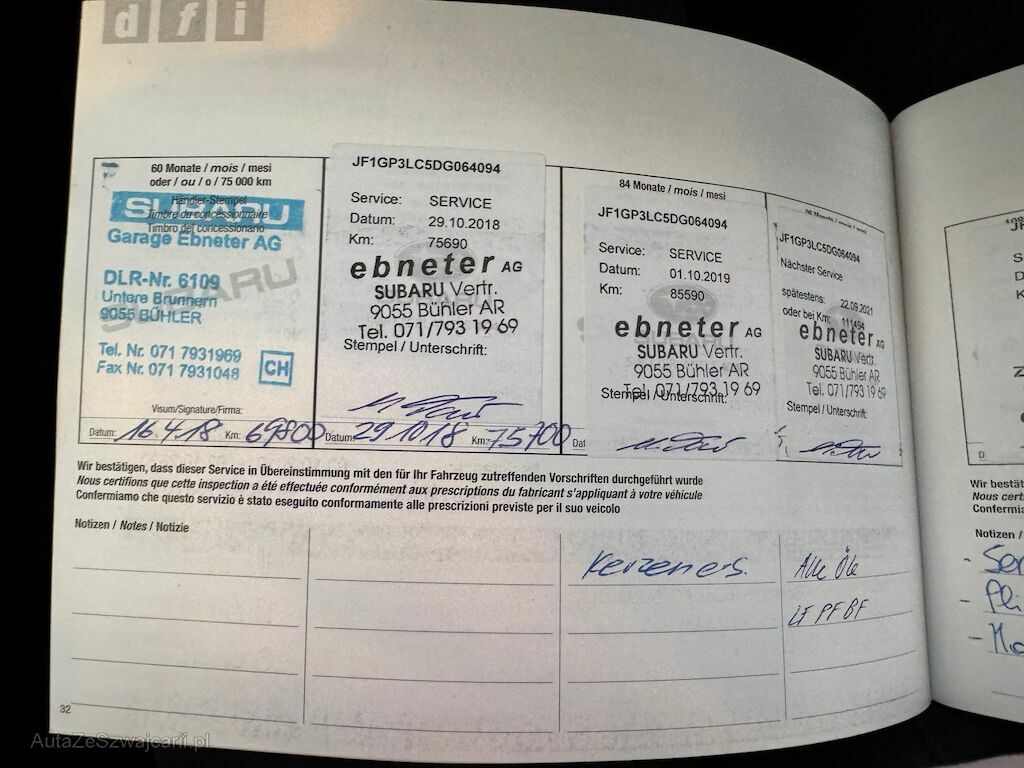 d f i
60 Monate / mois / mesi
oder / ou / o / 75 000 km
Händler-Stempel
Timbre du concessionnaire
Timbro del concessionario
SUBARU
Garage Ebneter AG
SUBARU
DLR-Nr. 6109
Untere Brunnern
9055 BÜHLER
Tel. Nr. 071 7931969
Fax Nr. 071 7931048
CH
Visum/Signature/Firma:
Datum: 16.4.18 Km: 69800
JF1GP3LC5DG064094
Service: SERVICE
Datum: 29.10.2018
Km: 75690
ebneter AG
SUBARU Vertr.
9055 Bühler AR
Tel. 071/793 19 69
Stempel / Unterschrift:
Datum: 29.10.18 Km: 75700
84 Monate / mois / mesi
JF1GP3LC5DG064094
Service: SERVICE
Datum: 01.10.2019
Km: 85590
ebneter AG
SUBARU Vertr.
9055 Bühler AR
Tel. 071/793 19 69
Stempel / Unterschrift:
Dat
JF1GP3LC5DG064094
Nächster Service
spätestens: 22.09.2021
oder bei Km: 111494
ebneter AG
SUBARU Vertr.
9055 Bühler AR
Tel. 071/793 19 69
Stempel / Unterschrift:
Wir bestätigen, dass dieser Service in Übereinstimmung mit den für Ihr Fahrzeug zutreffenden Vorschriften durchgeführt wurde
Nous certifions que cette inspection a été effectuée conformément aux prescriptions du fabricant s'appliquant à votre véhicule
Confermiamo che questo servizio è stato eseguito conformamente alle prescrizioni previste per il suo veicolo
Notizen / Notes / Notizie
Kerzen ers.
Alle Öle
LF PF BF
32
D
Wir bestät
Nous certi
Confermia
Notizen /
AutaZeSzwajcarii.pl